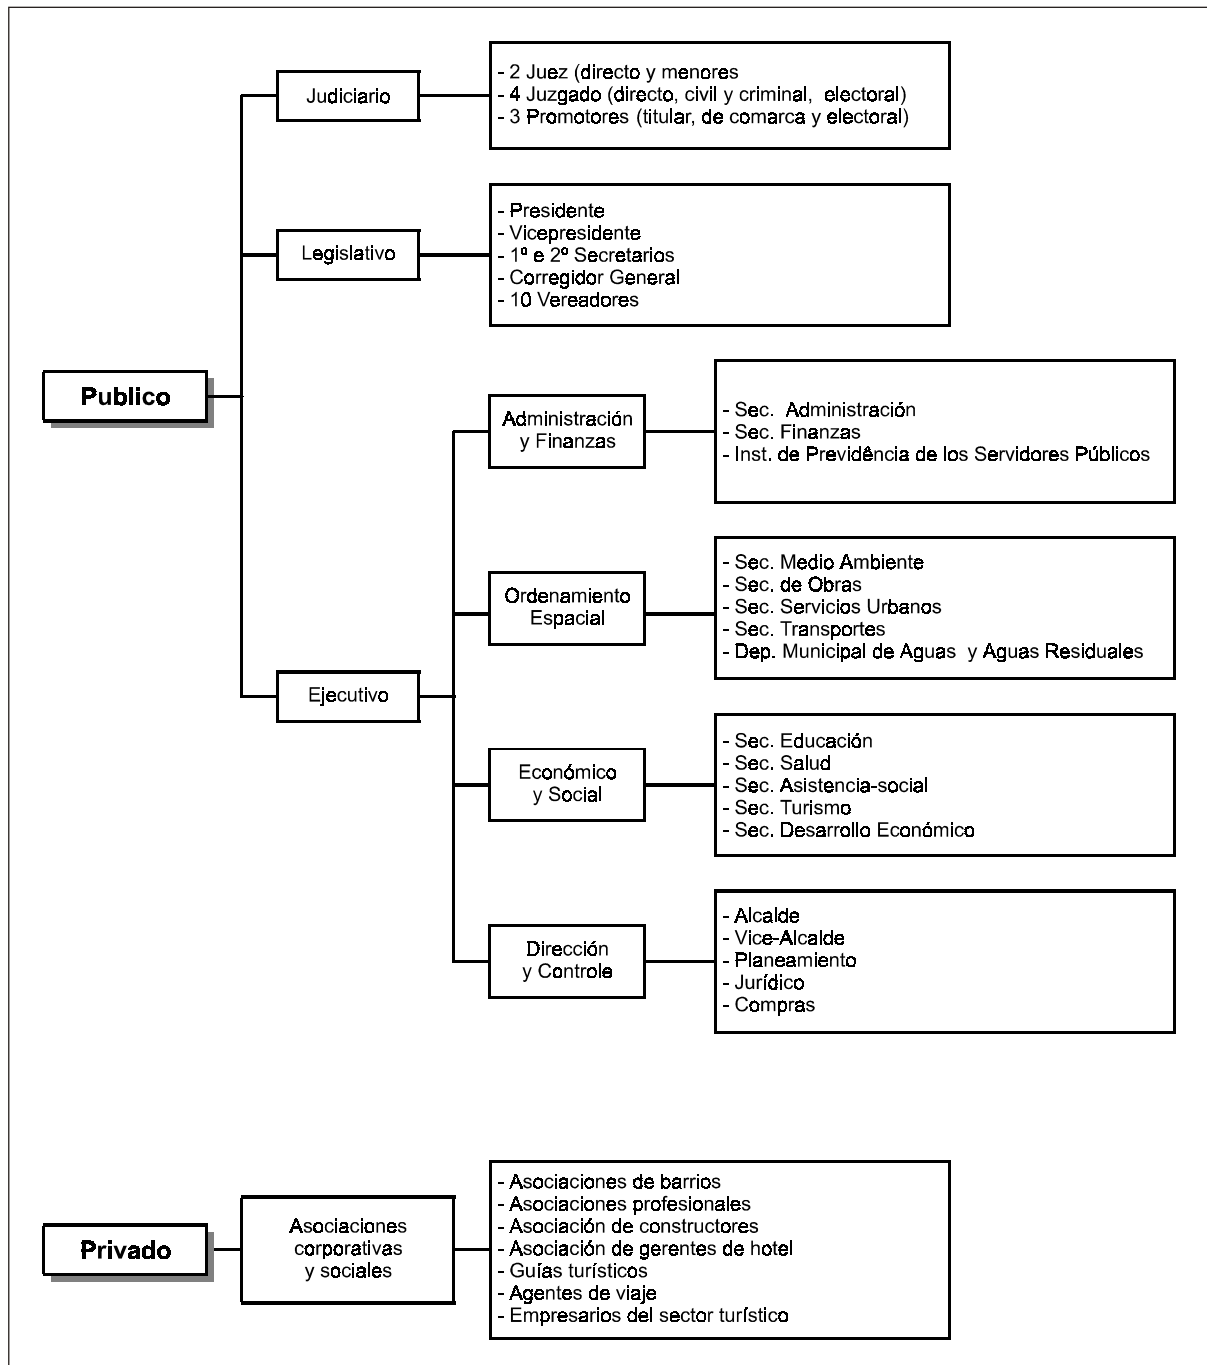 Publico
Judiciario
- 2 Juez (directo y menores
- 4 Juzgado (directo, civil y criminal, electoral)
- 3 Promotores (titular, de comarca y electoral)
Legislativo
- Presidente
- Vicepresidente
- 1º e 2º Secretarios
- Corregidor General
- 10 Vereadores
Ejecutivo
Administración
y Finanzas
- Sec. Administración
- Sec. Finanzas
- Inst. de Previdência de los Servidores Públicos
Ordenamiento
Espacial
- Sec. Medio Ambiente
- Sec. de Obras
- Sec. Servicios Urbanos
- Sec. Transportes
- Dep. Municipal de Aguas y Aguas Residuales
Económico
y Social
- Sec. Educación
- Sec. Salud
- Sec. Asistencia-social
- Sec. Turismo
- Sec. Desarrollo Económico
Dirección
y Controle
- Alcalde
- Vice-Alcalde
- Planeamiento
- Jurídico
- Compras
Privado
Asociaciones
corporativas
y sociales
- Asociaciones de barrios
- Asociaciones profesionales
- Asociación de constructores
- Asociación de gerentes de hotel
- Guías turísticos
- Agentes de viaje
- Empresarios del sector turístico